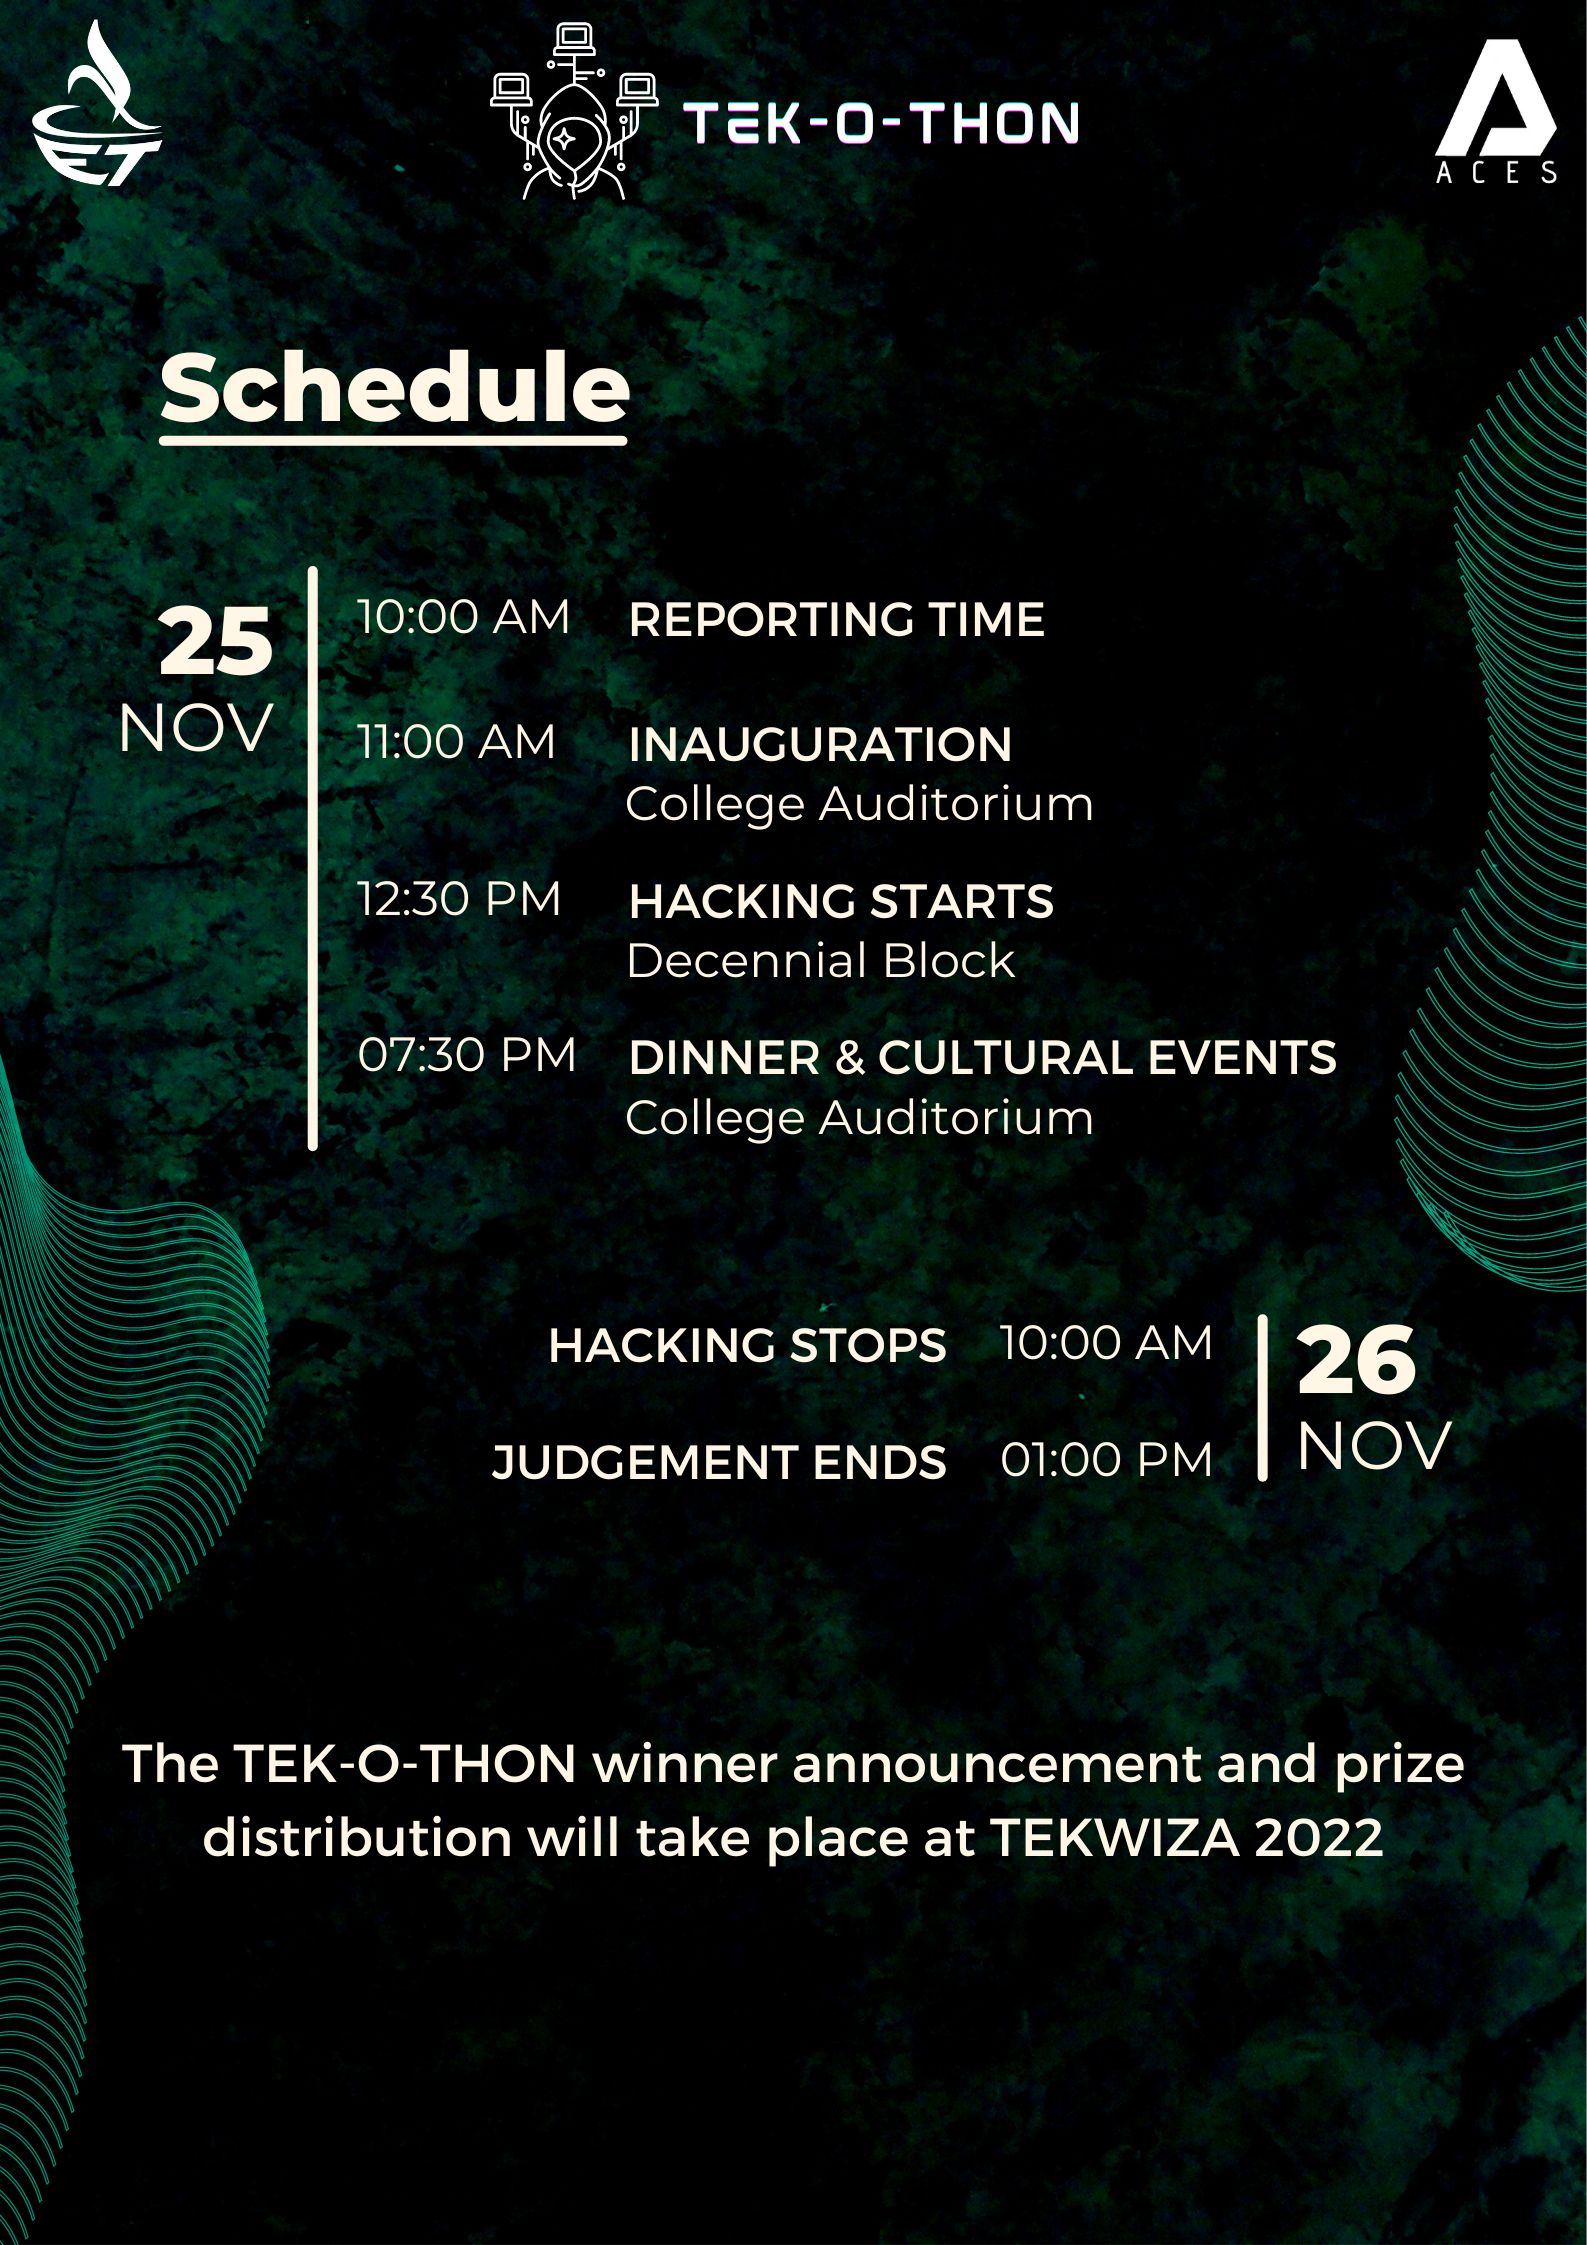 ET
TEK-O-THON
ACES
Schedule
25
NOV
10:00 AM REPORTING TIME
11:00 AM INAUGURATION
College Auditorium
12:30 PM HACKING STARTS
Decennial Block
07:30 PM DINNER & CULTURAL EVENTS
College Auditorium
HACKING STOPS 10:00 AM
JUDGEMENT ENDS 01:00 PM
26
NOV
The TEK-O-THON winner announcement and prize
distribution will take place at TEKWIZA 2022